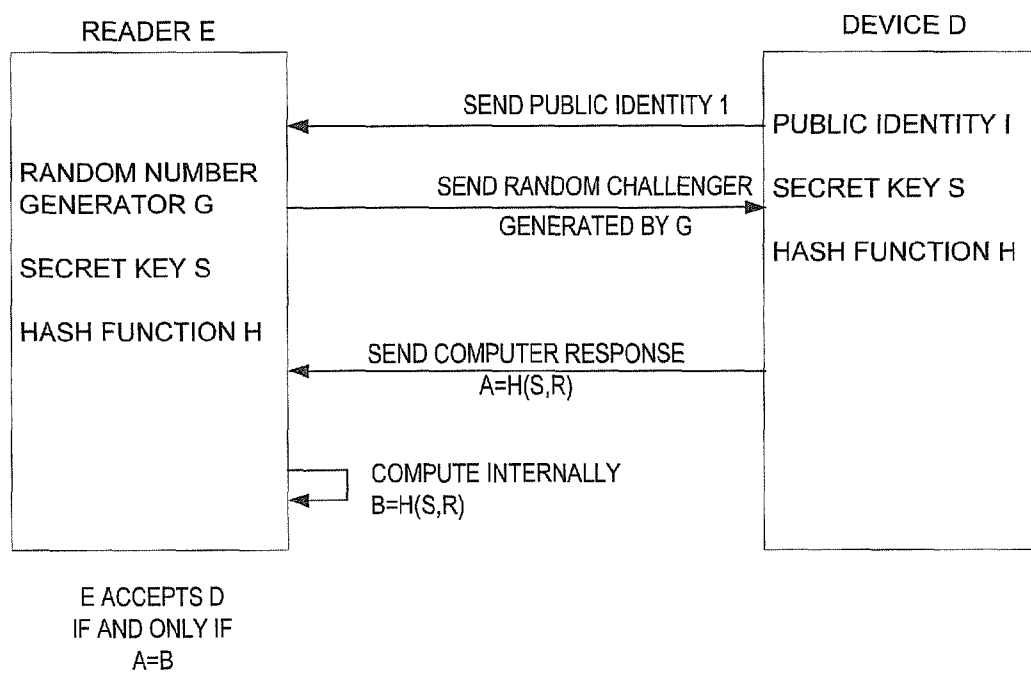 READER E
DEVICE D
SEND PUBLIC IDENTITY 1
PUBLIC IDENTITY I
RANDOM NUMBER
GENERATOR G
SEND RANDOM CHALLENGER
GENERATED BY G
SECRET KEY S
SECRET KEY S
HASH FUNCTION H
HASH FUNCTION H
SEND COMPUTER RESPONSE
A=H(S,R)
COMPUTE INTERNALLY
B=H(S,R)
E ACCEPTS D
IF AND ONLY IF
A=B